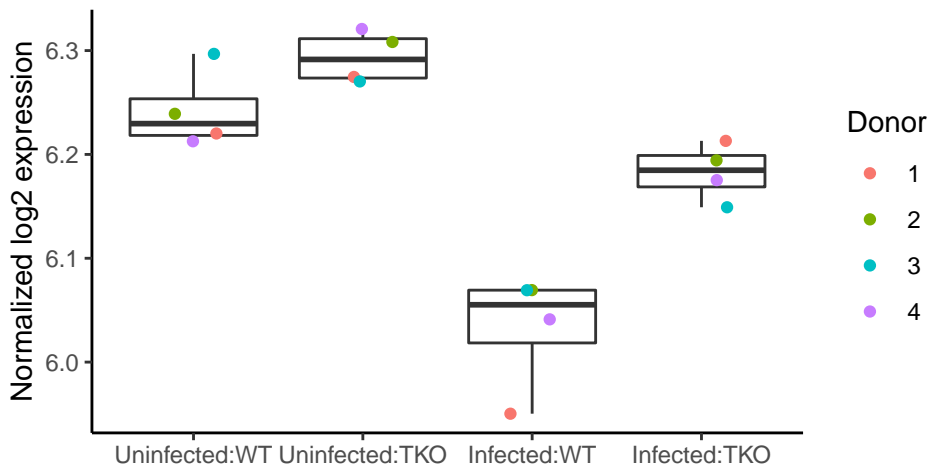 Normalized log2 expression
6.3
6.2
6.1
6.0
Uninfected:WT Uninfected:TKO Infected:WT Infected:TKO
Donor
1
2
3
4